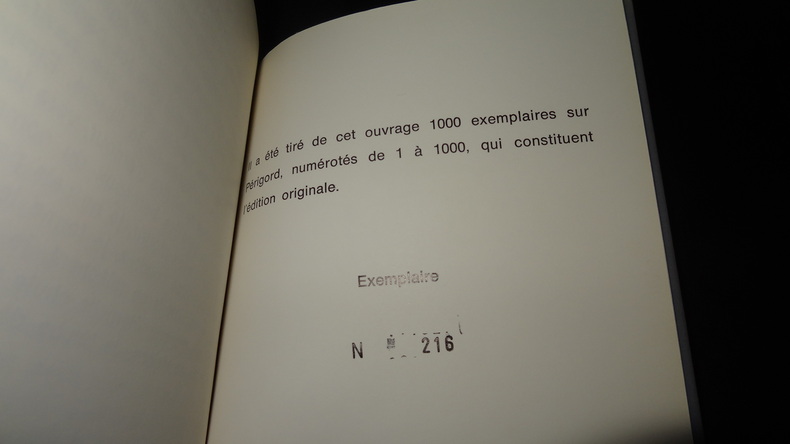 Il a été tiré de cet ouvrage 1000 exemplaires sur
Périgord, numérotés de 1 à 1000, qui constituent
l'édition originale.
Exemplaire
N 216